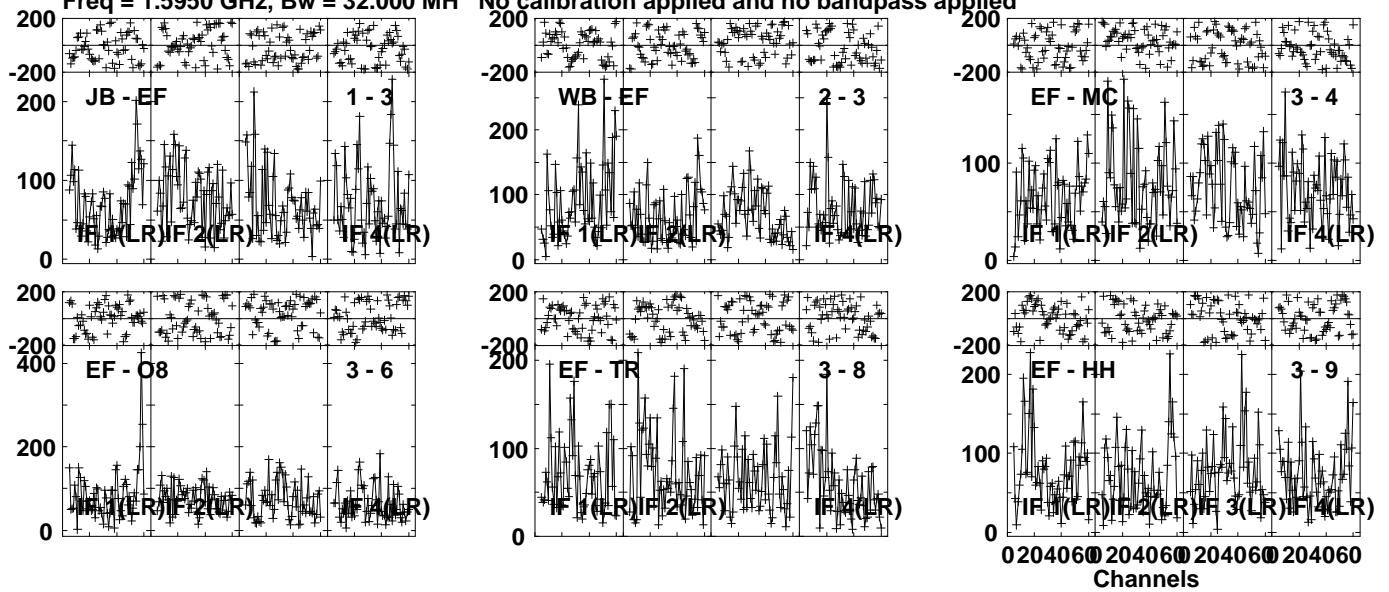 Freq = 1.5950 GHz, Bw = 32.000 MH   No calibration applied and no bandpass applied
200 200 200
-200 -200 -200
JB - EF 1 - 3 WB - EF 2 - 3 EF - MC 3 - 4
200 200
100 100 100
IF 1(LR) IF 2(LR) IF 4(LR) IF 1(LR) IF 2(LR) IF 4(LR) IF 1(LR) IF 2(LR) IF 4(LR)
0 0 0
200 200 200
-200 -200 -200
400 200 200
EF - O8 3 - 6 EF - TR 3 - 8 EF - HH 3 - 9
200 100 100
IF 1(LR) IF 2(LR) IF 4(LR) IF 1(LR) IF 2(LR) IF 4(LR) IF 1(LR) IF 2(LR) IF 3(LR) IF 4(LR)
0 0 0
0 20 40 60 0 20 40 60 0 20 40 60 0 20 40 60
Channels